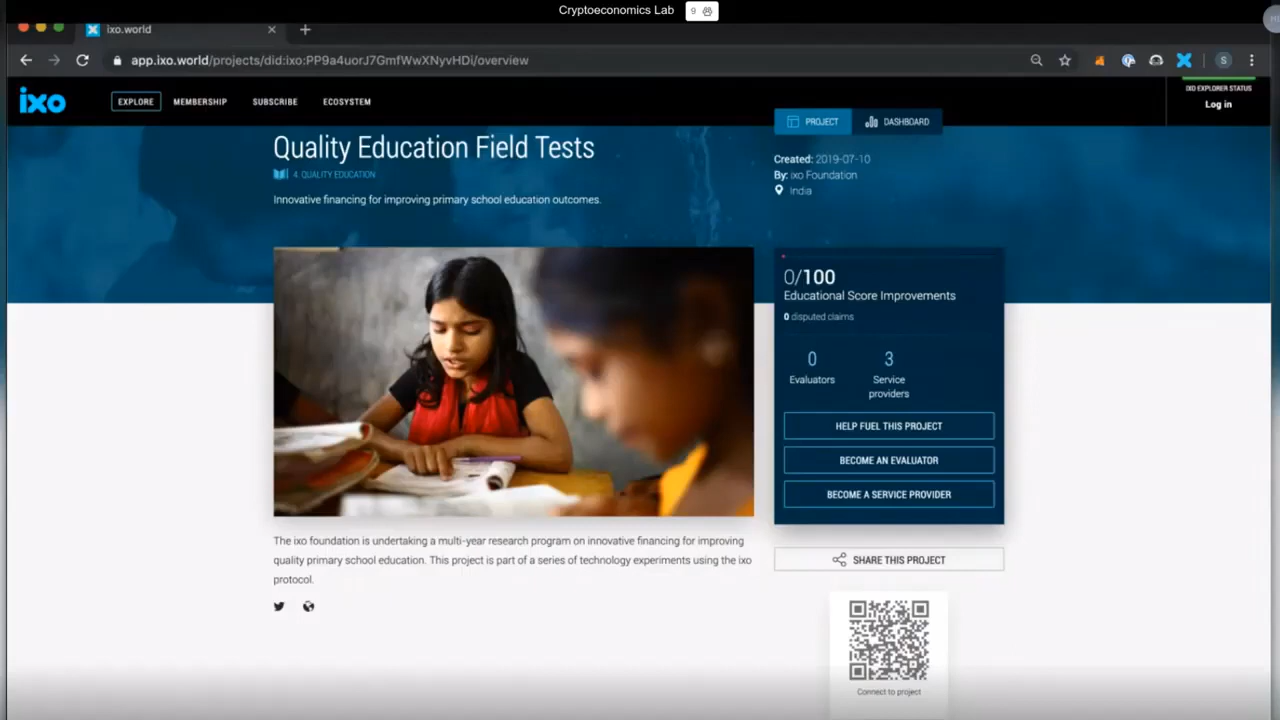 Cryptoeconomics Lab
9
ixo.world
app.ixo.world/projects/did:ixo:PP9a4uorJ7GmfWwXNyvHDi/overview
S
ixo
EXPLORE
MEMBERSHIP
SUBSCRIBE
ECOSYSTEM
IXO EXPLORER STATUS
Log in
PROJECT
DASHBOARD
Quality Education Field Tests
4. QUALITY EDUCATION
Innovative financing for improving primary school education outcomes.
Created: 2019-07-10
By: ixo Foundation
India
0/100
Educational Score Improvements
0 disputed claims
0
Evaluators
3
Service
providers
HELP FUEL THIS PROJECT
BECOME AN EVALUATOR
BECOME A SERVICE PROVIDER
The ixo foundation is undertaking a multi-year research program on innovative financing for improving
quality primary school education. This project is part of a series of technology experiments using the ixo
protocol.
SHARE THIS PROJECT
Connect to project